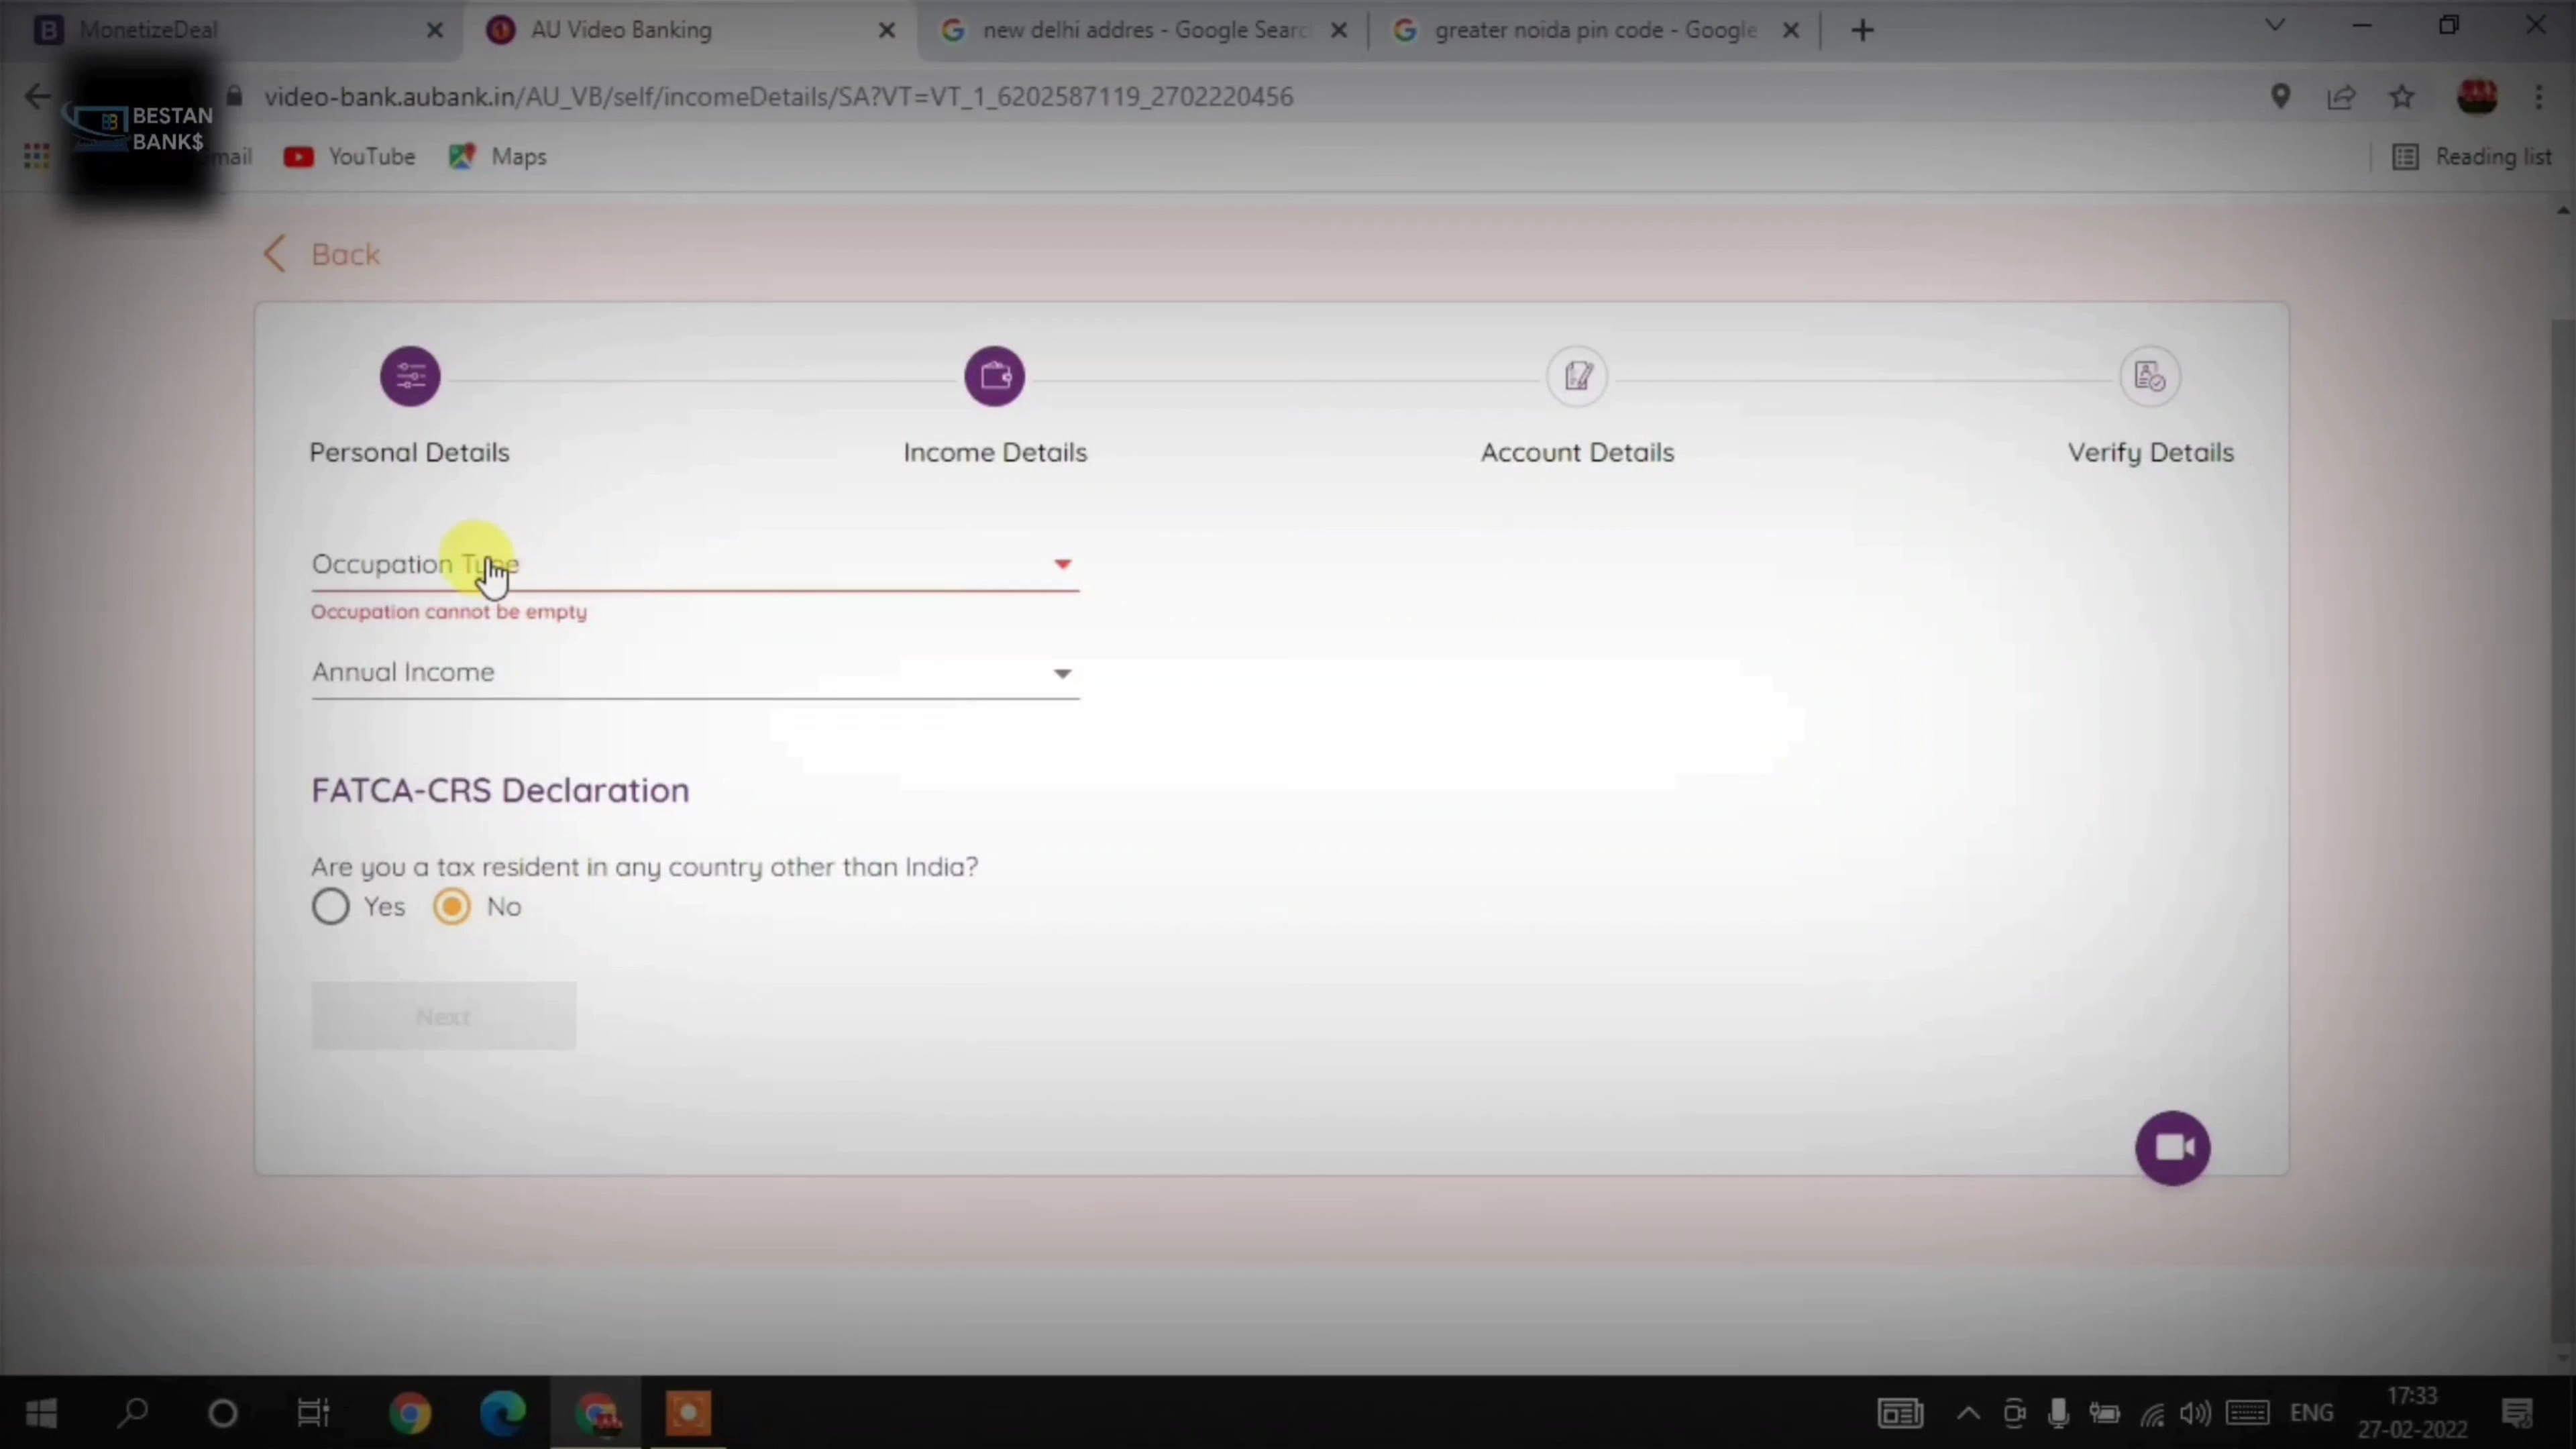 MonetizeDeal
AU Video Banking
new delhi addres - Google Searc
greater noida pin code - Google
video-bank.aubank.in/AU_VB/self/incomeDetails/SA?VT=VT_1_6202587119_2702220456
BESTAN
BANK$
mail
YouTube
Maps
Reading list
Back
Personal Details
Income Details
Account Details
Verify Details
Occupation Type
Occupation cannot be empty
Annual Income
FATCA-CRS Declaration
Are you a tax resident in any country other than India?
Yes
No
Next
ENG
17:33
27-02-2022